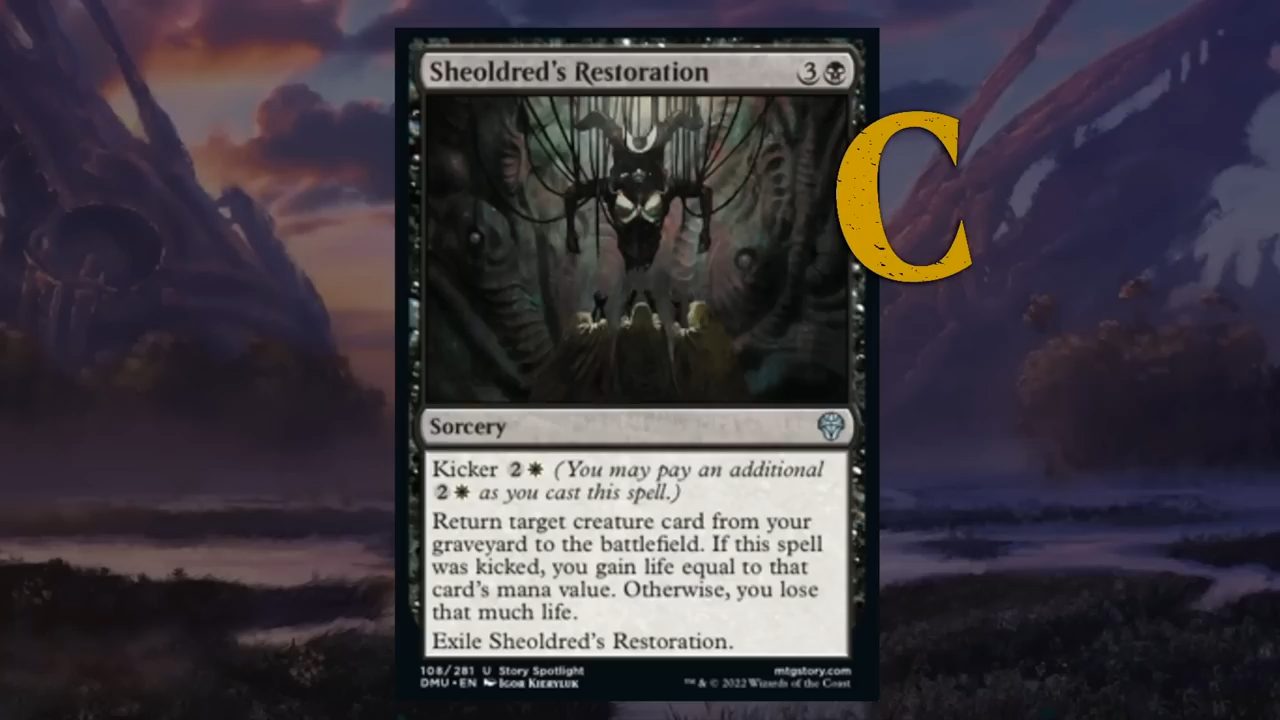 Sheoldred's Restoration 3
C
Sorcery
Kicker 2 (You may pay an additional
2 as you cast this spell.)
Return target creature card from your
graveyard to the battlefield. If this spell
was kicked, you gain life equal to that
card's mana value. Otherwise, you lose
that much life.
Exile Sheoldred's Restoration.
108/281 U Story Spotlight mtgstory.com
DMU • EN Igor Kieryluk ™ & © 2022 Wizards of the Coast